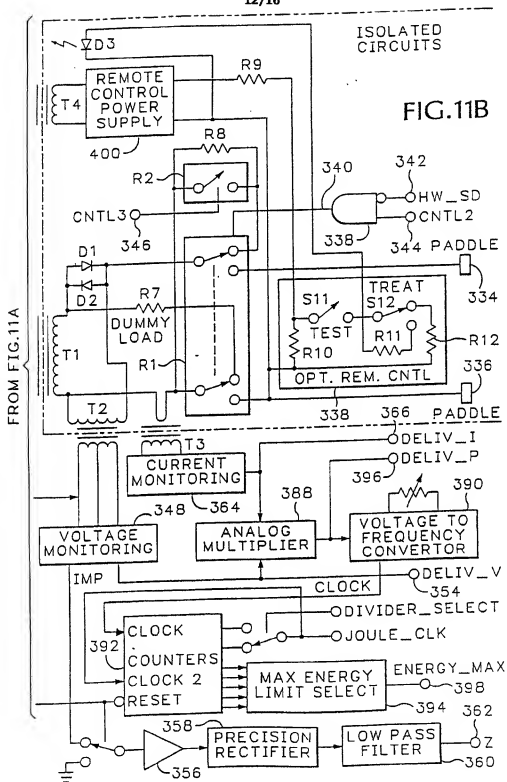 12/16
ISOLATED
CIRCUITS
D3
T4
REMOTE
CONTROL
POWER
SUPPLY
400
R9
FIG.11B
R8
R2
340
342
HW_SD
CNTL3
346
338
344
CNTL2
PADDLE
334
D1
D2
R7
DUMMY
LOAD
R1
T1
TREAT
S11
S12
TEST
R11
R10
R12
OPT. REM. CNTL
338
336
PADDLE
T2
FROM FIG.11A
T3
366
DELIV_I
CURRENT
MONITORING
364
396
DELIV_P
388
390
348
VOLTAGE
MONITORING
ANALOG
MULTIPLIER
VOLTAGE TO
FREQUENCY
CONVERTOR
IMP
CLOCK
DELIV_V
354
DIVIDER_SELECT
JOULE_CLK
CLOCK
392
COUNTERS
CLOCK 2
RESET
MAX ENERGY
LIMIT SELECT
394
ENERGY_MAX
398
358
356
PRECISION
RECTIFIER
LOW PASS
FILTER
360
362
Z